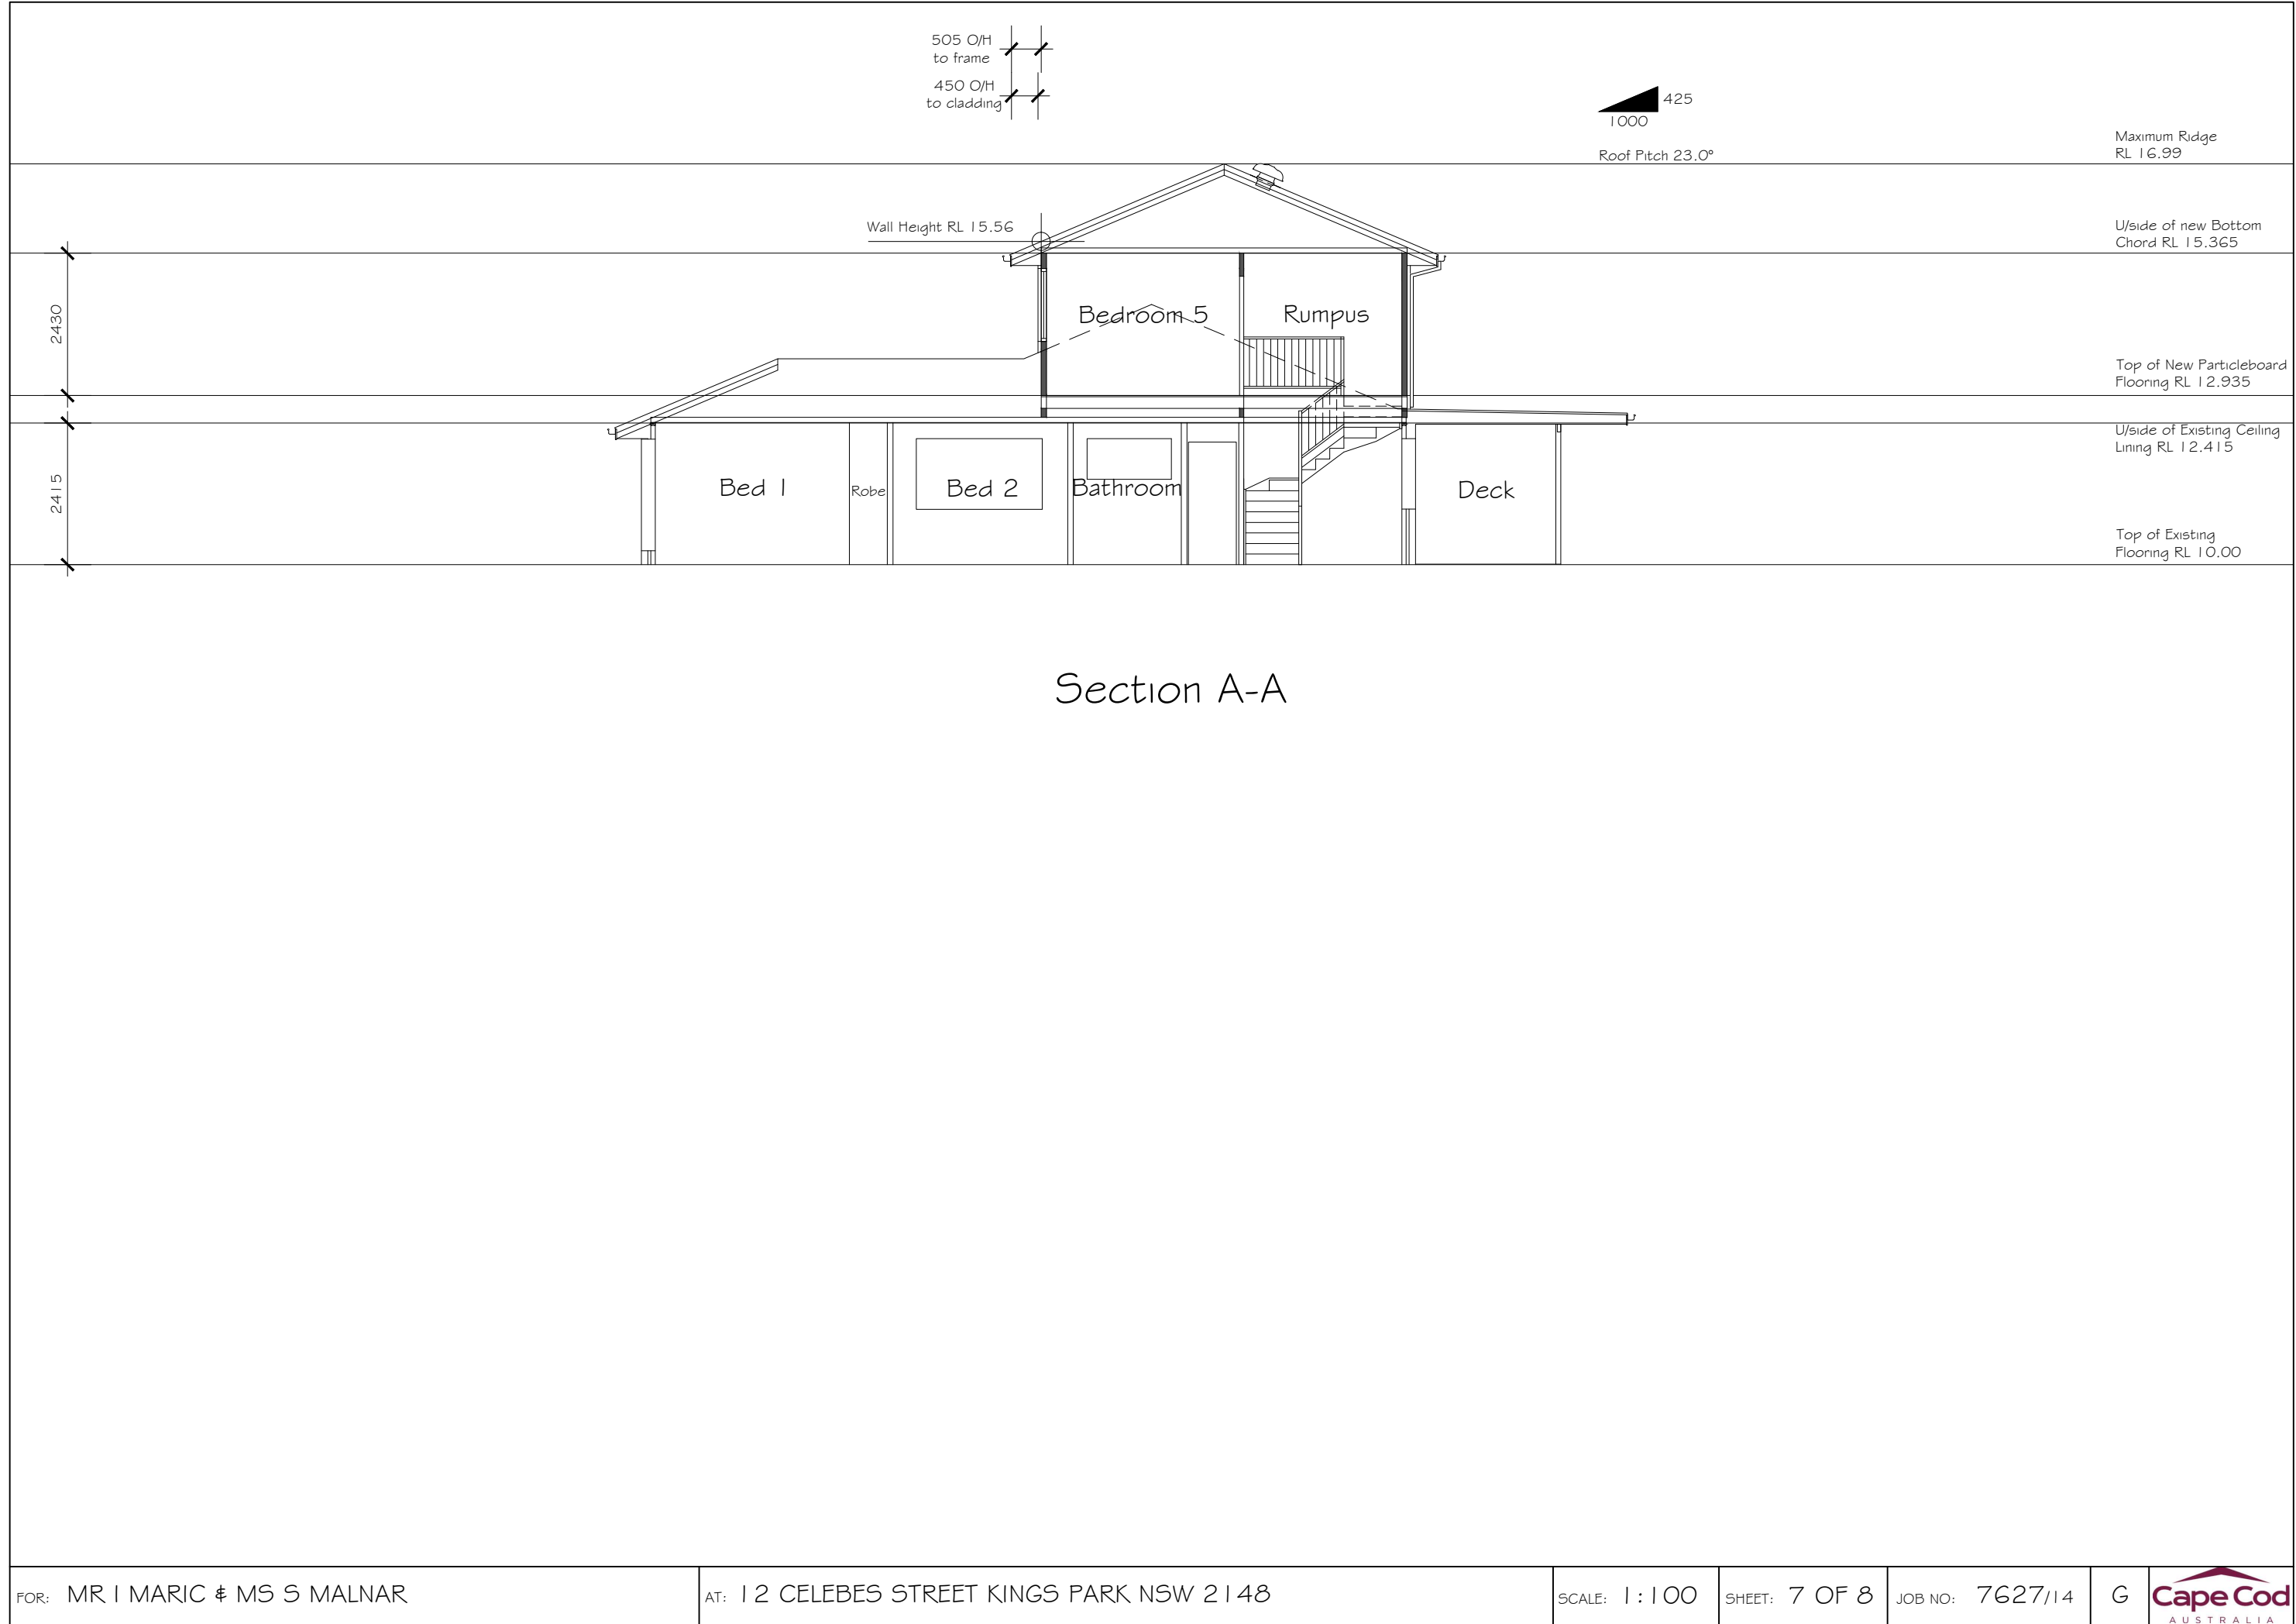 505 O/H
to frame
450 O/H
to cladding
425
1000
Roof Pitch 23.0°
Maximum Ridge
RL 16.99
Wall Height RL 15.56
U/side of new Bottom
Chord RL 15.365
2430
Bedroom 5
Rumpus
Top of New Particleboard
Flooring RL 12.935
U/side of Existing Ceiling
Lining RL 12.415
2415
Bed 1
Robe
Bed 2
Bathroom
Deck
Top of Existing
Flooring RL 10.00
Section A-A
FOR: MR I MARIC & MS S MALNAR
AT: 12 CELEBES STREET KINGS PARK NSW 2148
SCALE: 1:100
SHEET: 7 OF 8
JOB NO: 7627/14
G
Cape Cod
AUSTRALIA